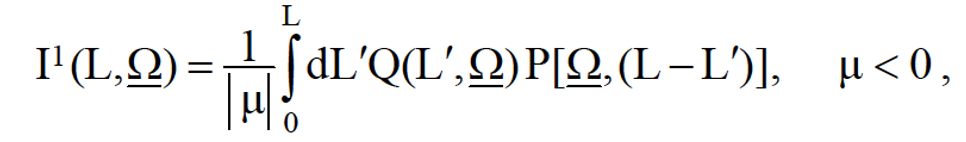 I¹(L,Ω̲) = 1/|μ| ∫₀ᴸ dL′Q(L′,Ω̲)P[Ω̲,(L−L′)], μ<0,